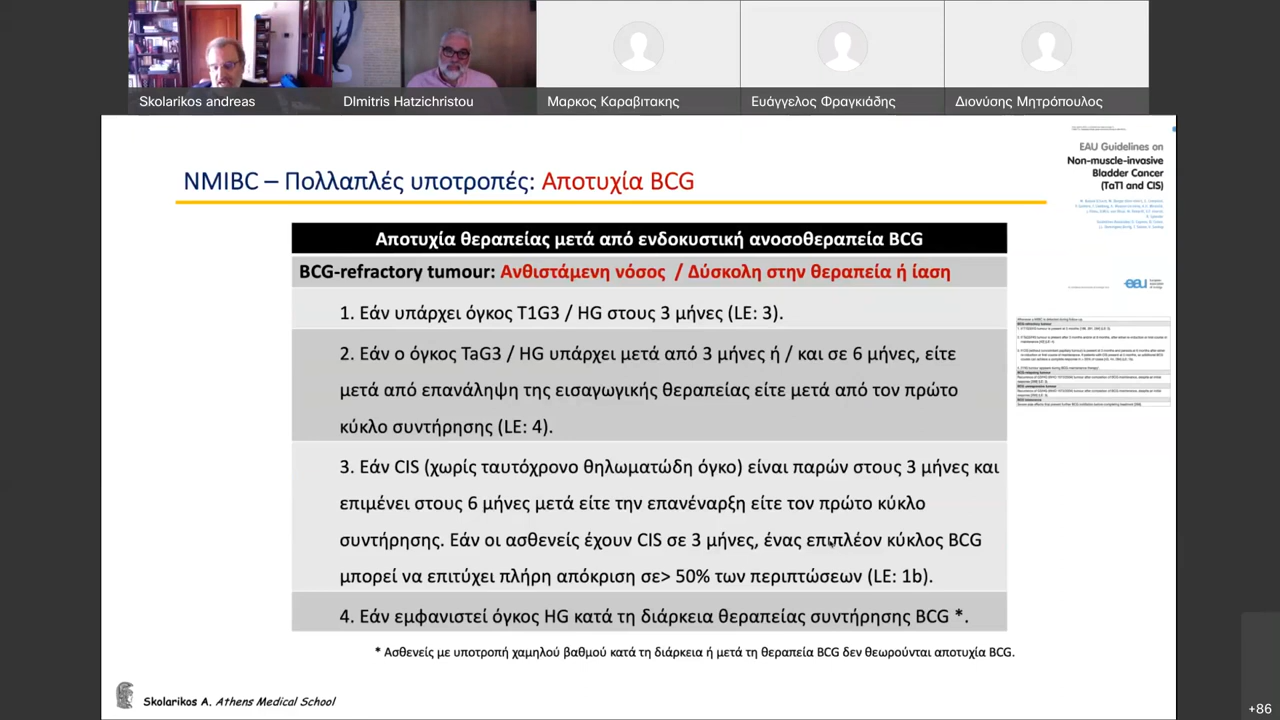 Skolarikos andreas
DImitris Hatzichristou
Μαρκος Καραβιτακης
Ευάγγελος Φραγκιάδης
Διονύσης Μητρόπουλος
EAU Guidelines on
Non-muscle-invasive
Bladder Cancer
(TaT1 and CIS)
NMIBC – Πολλαπλές υποτροπές: Αποτυχία BCG
Αποτυχία θεραπείας μετά από ενδοκυστική ανοσοθεραπεία BCG
BCG-refractory tumour: Ανθιστάμενη νόσος / Δύσκολη στην θεραπεία ή ίαση
1. Εάν υπάρχει όγκος T1G3 / HG στους 3 μήνες (LE: 3).
TaG3 / HG υπάρχει μετά από 3 μήνες ή / και σε 6 μήνες, είτε
μετά επανάληψη της εισαγωγικής θεραπείας είτε μετά από τον πρώτο
κύκλο συντήρησης (LE: 4).
3. Εάν CIS (χωρίς ταυτόχρονο θηλωματώδη όγκο) είναι παρών στους 3 μήνες και
επιμένει στους 6 μήνες μετά είτε την επανέναρξη είτε τον πρώτο κύκλο
συντήρησης. Εάν οι ασθενείς έχουν CIS σε 3 μήνες, ένας επιπλέον κύκλος BCG
μπορεί να επιτύχει πλήρη απόκριση σε> 50% των περιπτώσεων (LE: 1b).
4. Εάν εμφανιστεί όγκος HG κατά τη διάρκεια θεραπείας συντήρησης BCG *.
* Ασθενείς με υποτροπή χαμηλού βαθμού κατά τη διάρκεια ή μετά τη θεραπεία BCG δεν θεωρούνται αποτυχία BCG.
eau
Skolarikos A. Athens Medical School
+86